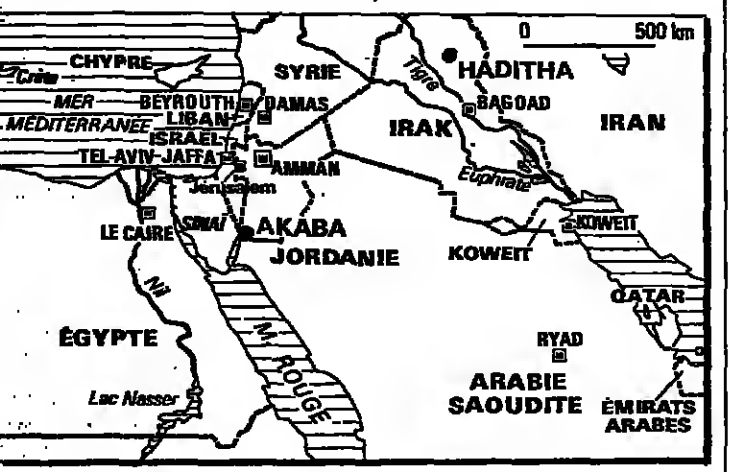 0 500 km
CHYPRE
Crète
SYRIE
Tigre
HADITHA
MER
BEYROUTH
DAMAS
BAGDAD
LIBAN
MÉDITERRANÉE
ISRAEL
IRAK
IRAN
TEL-AVIV-JAFFA
AMMAN
Jérusalem
Euphrate
SINAÏ
LE CAIRE
AKABA
KOWEIT
JORDANIE
KOWEIT
Nil
QATAR
ÉGYPTE
M. ROUGE
RYAD
Lac Nasser
ARABIE
SAOUDITE
ÉMIRATS
ARABES